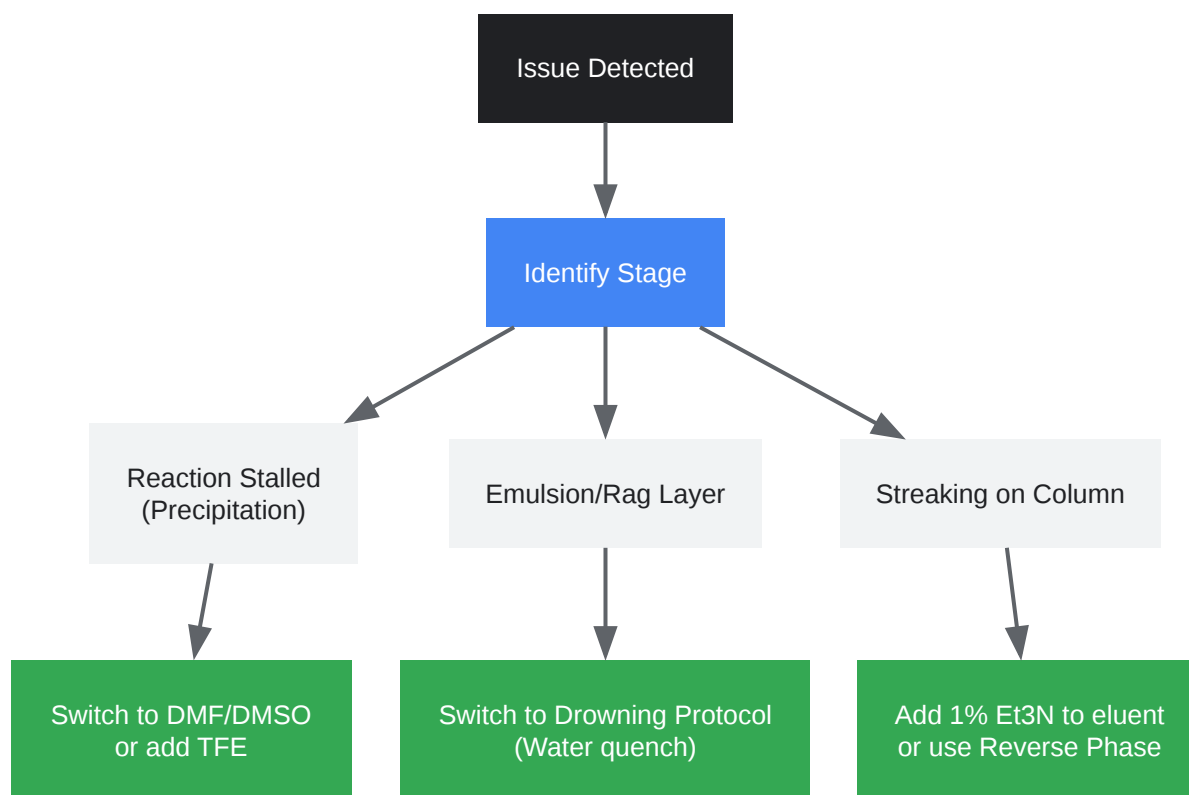 Issue Detected
Identify Stage
Reaction Stalled
(Precipitation)
Emulsion/Rag Layer
Streaking on Column
Switch to DMF/DMSO
or add TFE
Switch to Drowning Protocol
(Water quench)
Add 1% Et3N to eluent
or use Reverse Phase